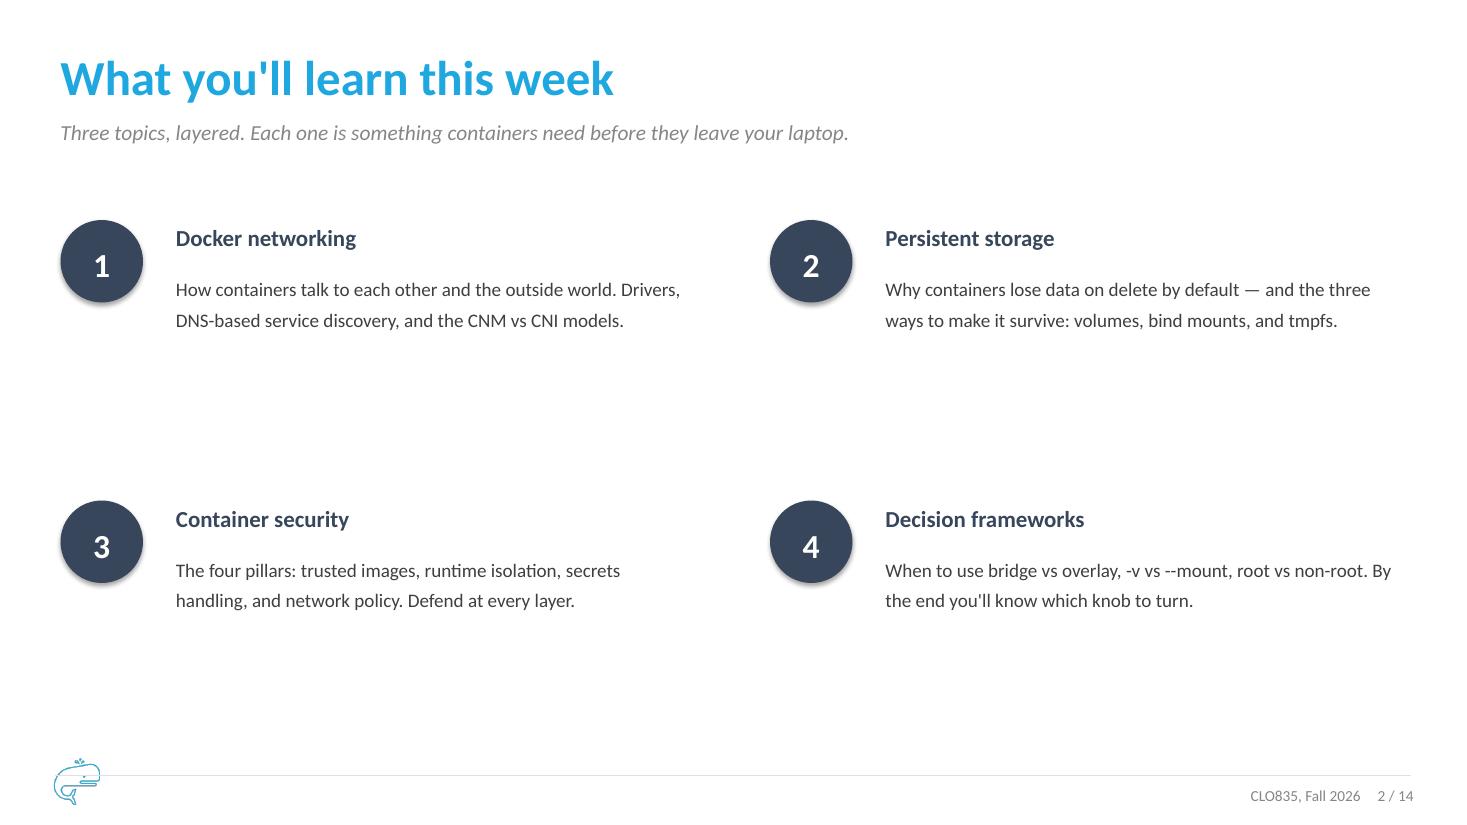 What you'll learn this week
Three topics, layered. Each one is something containers need before they leave your laptop.
1
Docker networking
How containers talk to each other and the outside world. Drivers,
DNS-based service discovery, and the CNM vs CNI models.
2
Persistent storage
Why containers lose data on delete by default — and the three
ways to make it survive: volumes, bind mounts, and tmpfs.
3
Container security
The four pillars: trusted images, runtime isolation, secrets
handling, and network policy. Defend at every layer.
4
Decision frameworks
When to use bridge vs overlay, -v vs --mount, root vs non-root. By
the end you'll know which knob to turn.
CLO835, Fall 2026 2 / 14